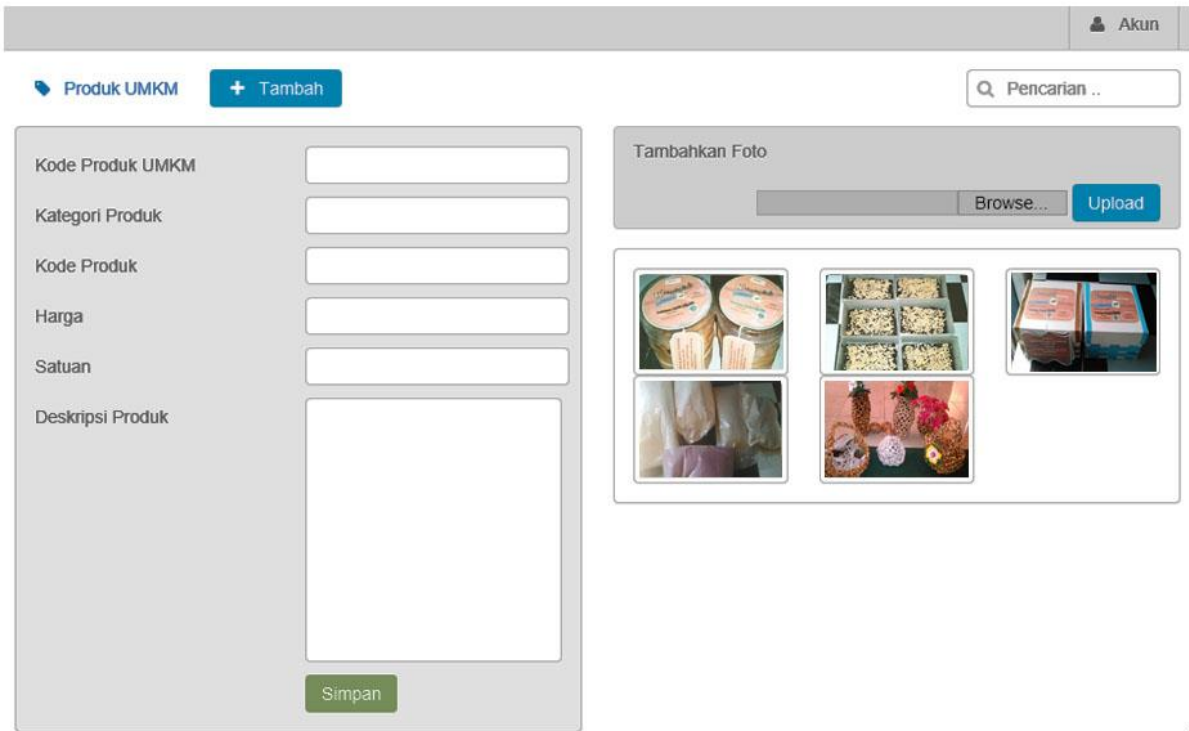 Akun
Produk UMKM
Tambah
Pencarian ..
Kode Produk UMKM
Kategori Produk
Kode Produk
Harga
Satuan
Deskripsi Produk
Simpan
Tambahkan Foto
Browse...
Upload